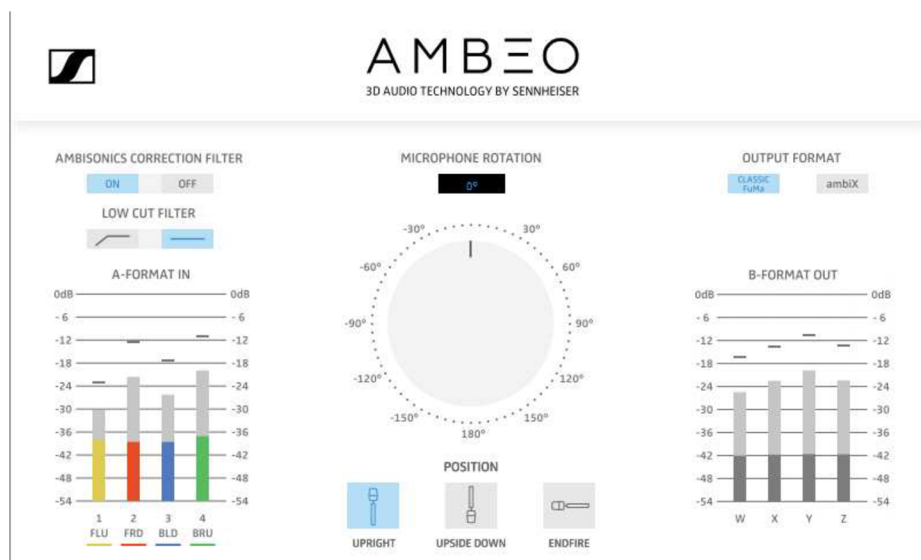 AMBEO
3D AUDIO TECHNOLOGY BY SENNHEISER
AMBISONICS CORRECTION FILTER
ON OFF
LOW CUT FILTER
A-FORMAT IN
0dB 0dB
- 6 - 6
-12 -12
-18 -18
-24 -24
-30 -30
-36 -36
-42 -42
-48 -48
-54 -54
1 2 3 4
FLU FRD BLD BRU
MICROPHONE ROTATION
0°
-30° 30°
-60° 60°
-90° 90°
-120° 120°
-150° 150°
180°
POSITION
UPRIGHT UPSIDE DOWN ENDFIRE
OUTPUT FORMAT
CLASSIC
FuMa
ambiX
B-FORMAT OUT
0dB 0dB
- 6 - 6
-12 -12
-18 -18
-24 -24
-30 -30
-36 -36
-42 -42
-48 -48
-54 -54
W X Y Z